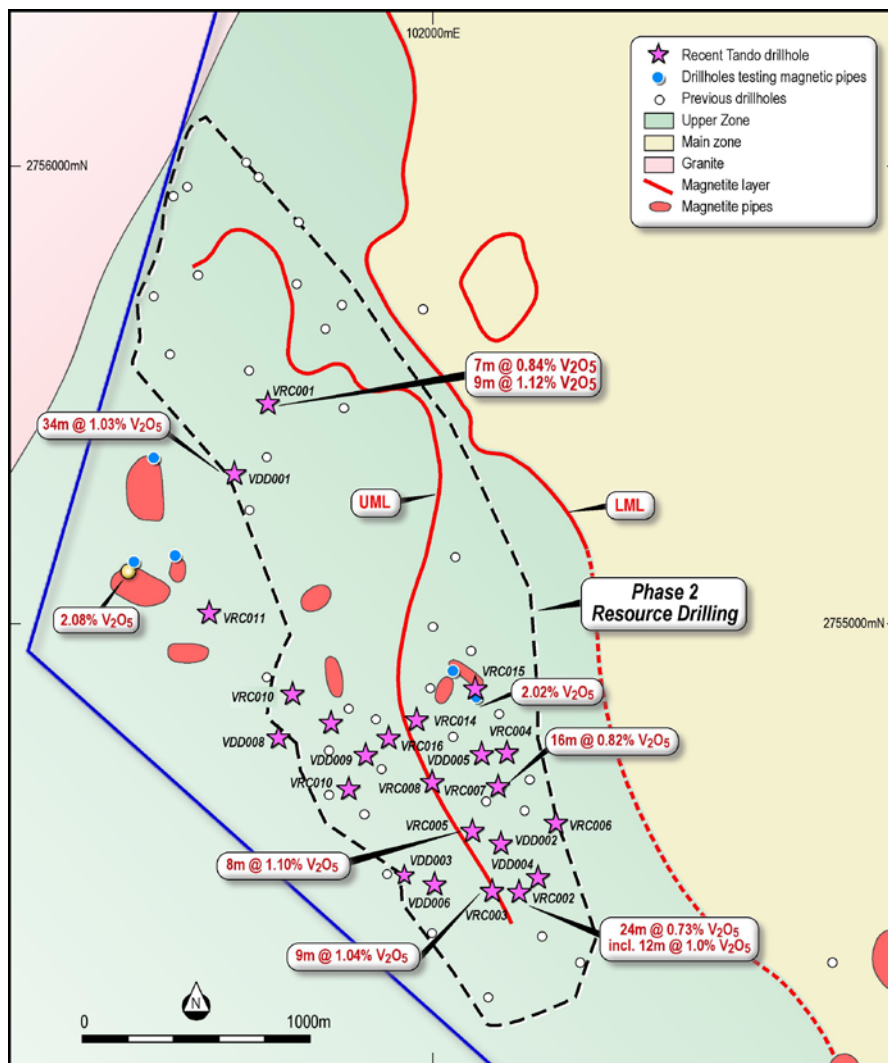 102000mE
Recent Tando drillhole
Drillholes testing magnetic pipes
Previous drillholes
Upper Zone
Main zone
Granite
Magnetite layer
Magnetite pipes
2756000mN
7m @ 0.84% V₂O₅
9m @ 1.12% V₂O₅
VRC001
34m @ 1.03% V₂O₅
VDD001
UML
LML
Phase 2
Resource Drilling
2.08% V₂O₅
VRC011
2755000mN
VRC015
VRC010
2.02% V₂O₅
VRC014
VRC004
VDD008
VRC016
16m @ 0.82% V₂O₅
VDD009
VDD005
VRC010
VRC008
VRC007
VRC005
VRC006
VDD002
8m @ 1.10% V₂O₅
VDD003
VDD004
VDD006
VRC002
VRC003
24m @ 0.73% V₂O₅
incl. 12m @ 1.0% V₂O₅
9m @ 1.04% V₂O₅
N
0
1000m